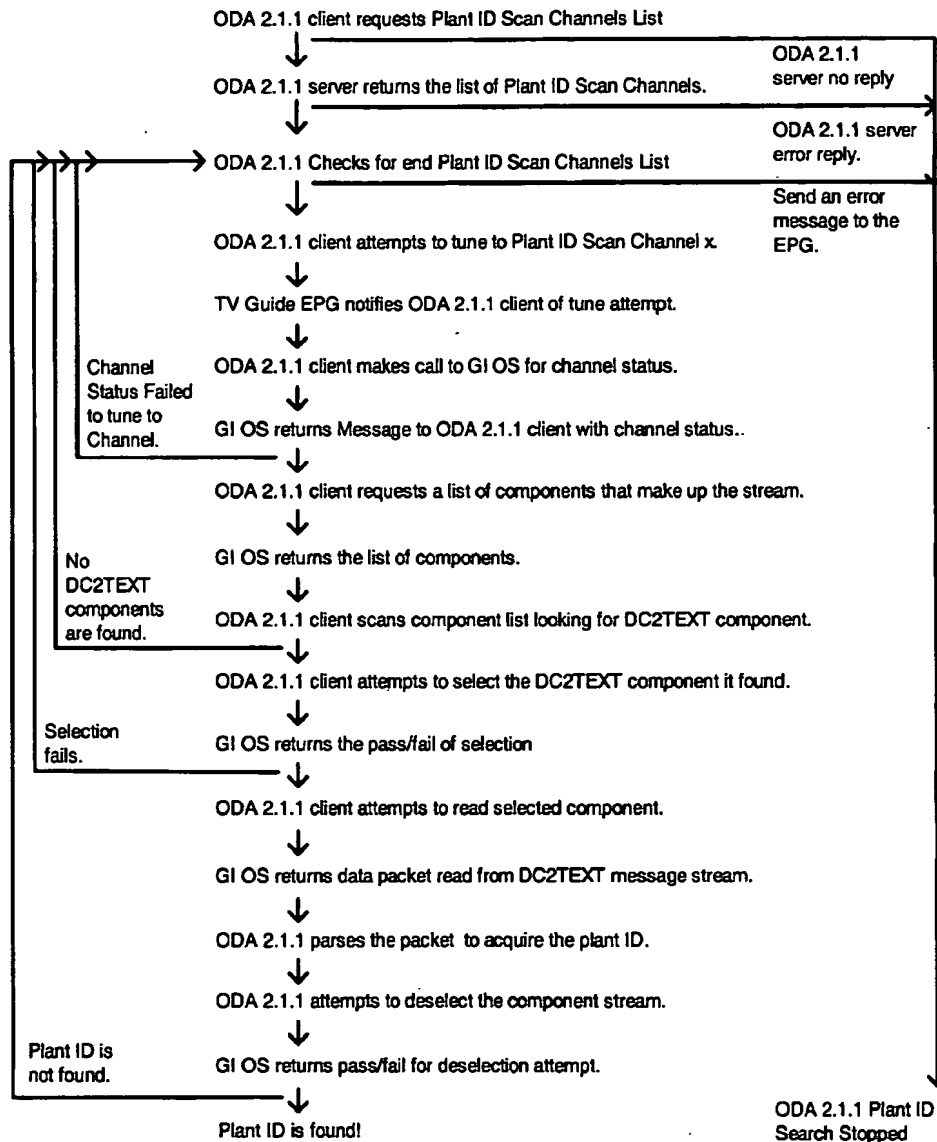 ODA 2.1.1 client requests Plant ID Scan Channels List
ODA 2.1.1
server no reply
ODA 2.1.1 server returns the list of Plant ID Scan Channels.
ODA 2.1.1 server
error reply.
ODA 2.1.1 Checks for end Plant ID Scan Channels List
Send an error
message to the
EPG.
ODA 2.1.1 client attempts to tune to Plant ID Scan Channel x.
TV Guide EPG notifies ODA 2.1.1 client of tune attempt.
ODA 2.1.1 client makes call to GI OS for channel status.
Channel
Status Failed
to tune to
Channel.
GI OS returns Message to ODA 2.1.1 client with channel status..
ODA 2.1.1 client requests a list of components that make up the stream.
GI OS returns the list of components.
No
DC2TEXT
components
are found.
ODA 2.1.1 client scans component list looking for DC2TEXT component.
ODA 2.1.1 client attempts to select the DC2TEXT component it found.
Selection
fails.
GI OS returns the pass/fail of selection
ODA 2.1.1 client attempts to read selected component.
GI OS returns data packet read from DC2TEXT message stream.
ODA 2.1.1 parses the packet to acquire the plant ID.
ODA 2.1.1 attempts to deselect the component stream.
Plant ID is
not found.
GI OS returns pass/fail for deselection attempt.
Plant ID is found!
ODA 2.1.1 Plant ID
Search Stopped